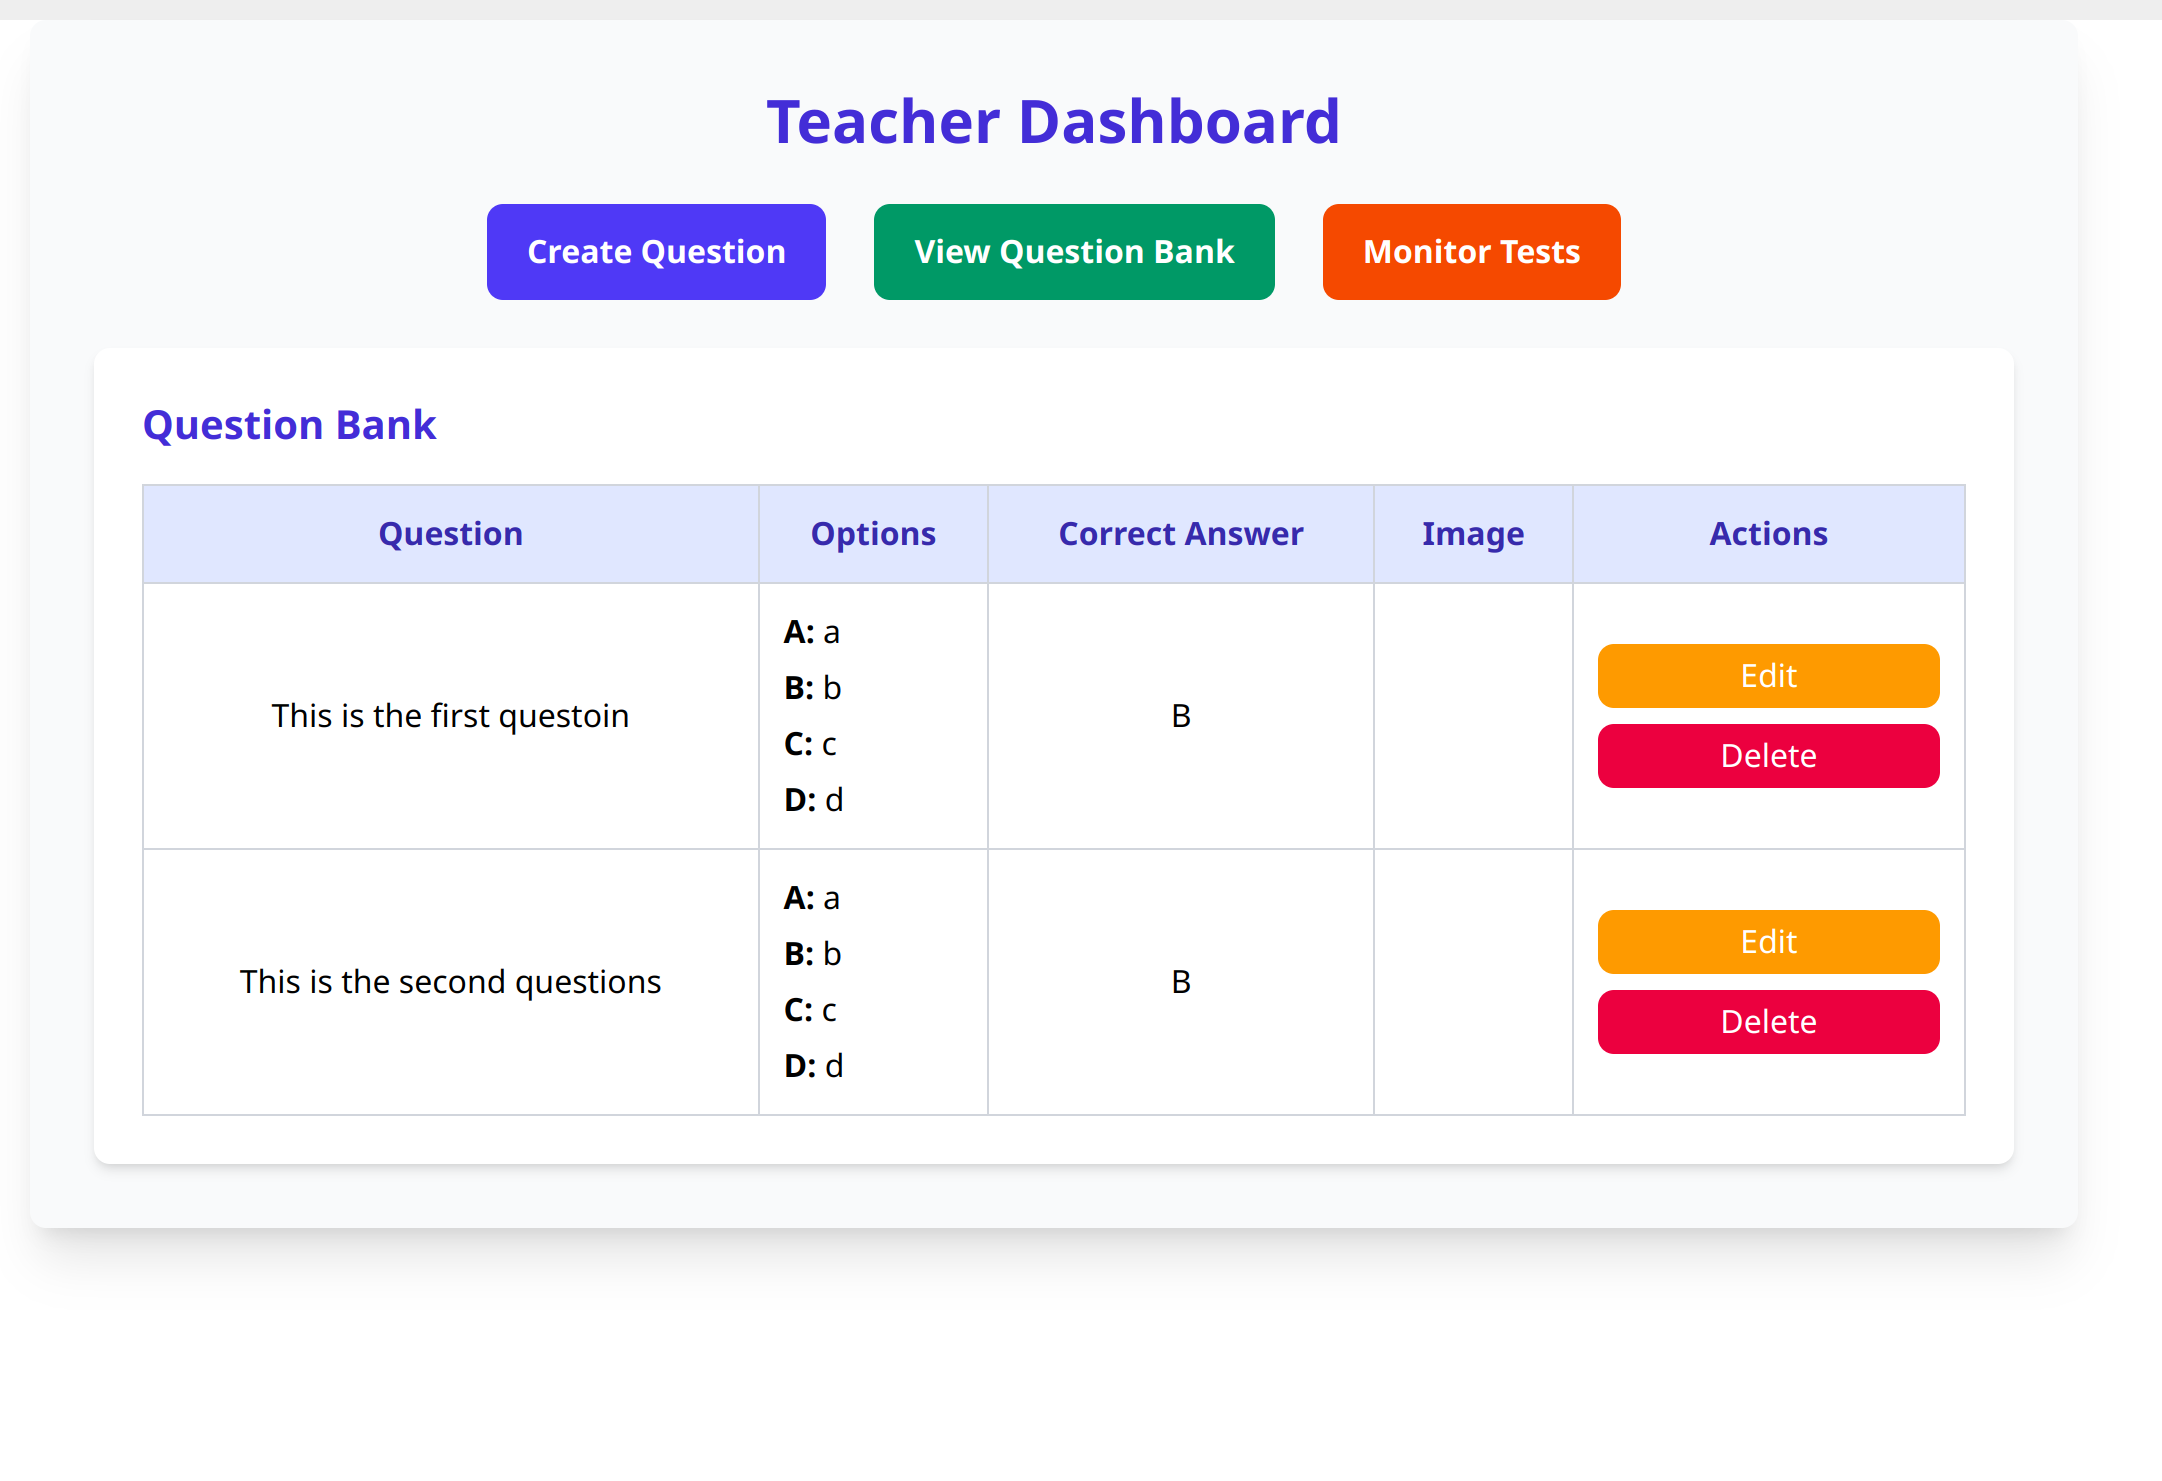 Teacher Dashboard
Create Question View Question Bank Monitor Tests
Question Bank
Question Options Correct Answer Image Actions
This is the first questoin
A: a
B: b
C: c
D: d
B
Edit
Delete
This is the second questions
A: a
B: b
C: c
D: d
B
Edit
Delete